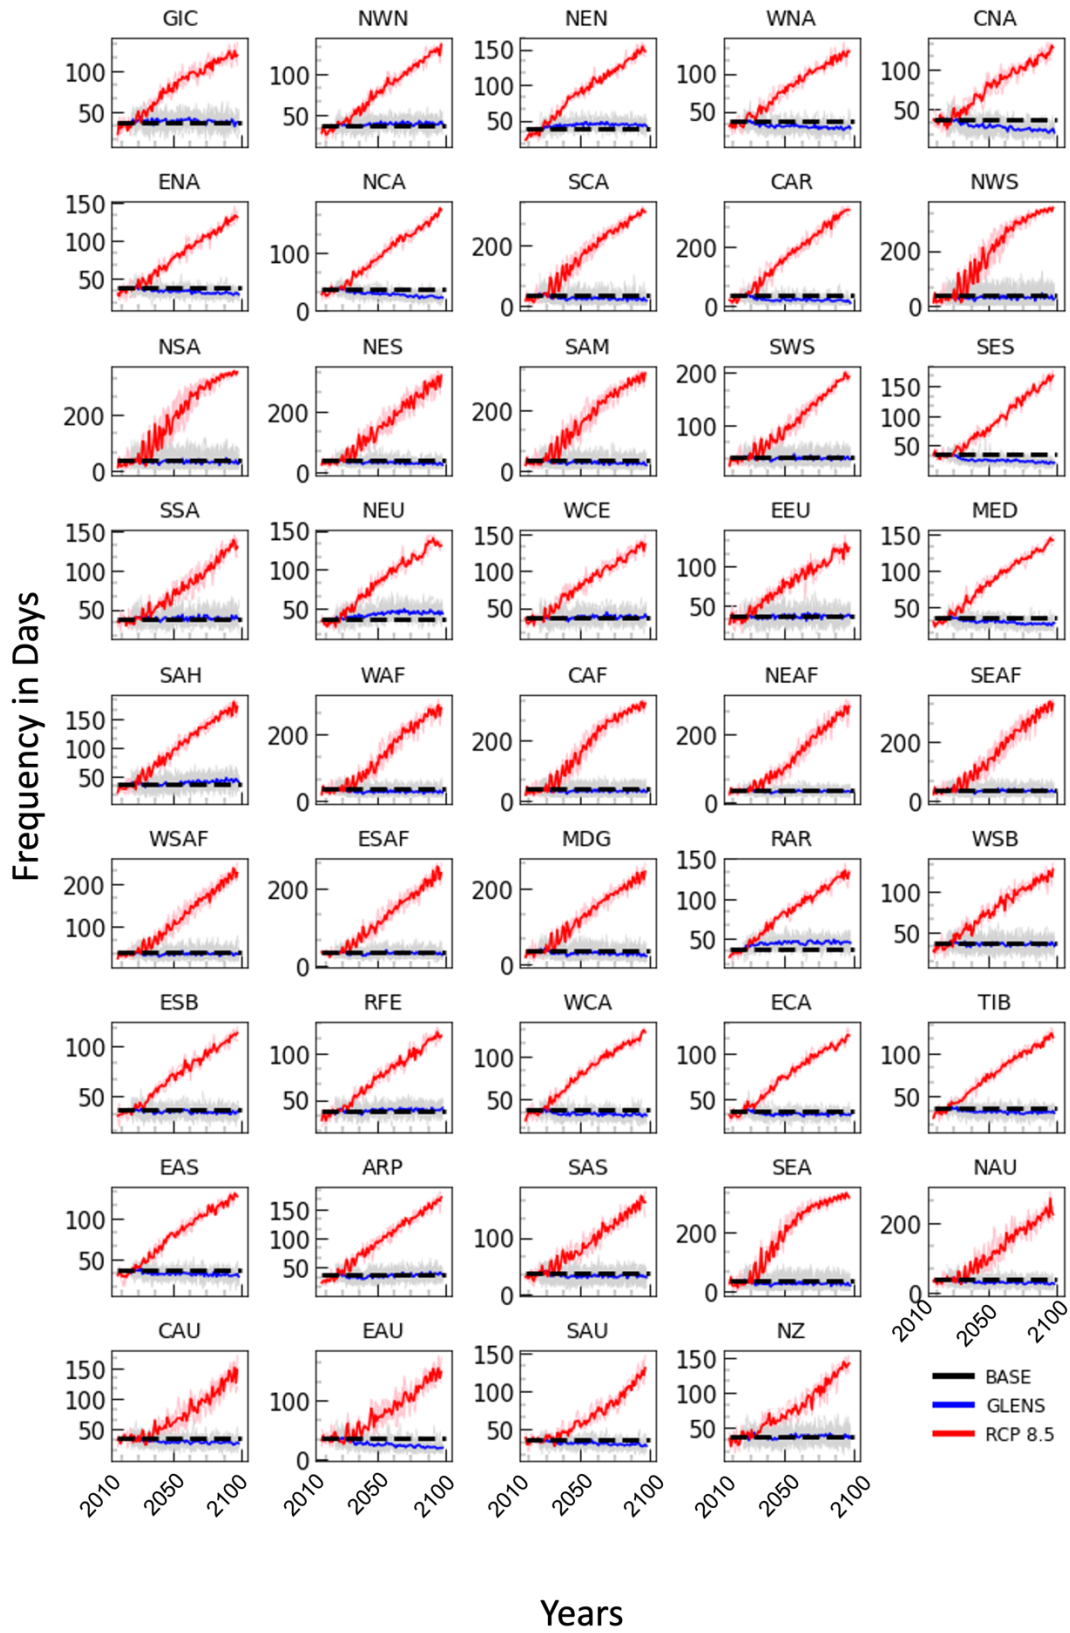 GIC NWN NEN WNA CNA
100 50 100 50 150 100 50 100 50 100 50
ENA NCA SCA CAR NWS
150 100 50 100 0 200 0 200 0 200 0
NSA NES SAM SWS SES
200 0 200 0 200 0 200 100 150 100 50
SSA NEU WCE EEU MED
150 100 50 150 100 50 150 100 50 100 50 150 100 50
SAH WAF CAF NEAF SEAF
150 100 50 200 0 200 0 200 0 200 0
WSAF ESAF MDG RAR WSB
200 100 200 0 200 0 150 100 50 100 50
ESB RFE WCA ECA TIB
100 50 100 50 100 50 100 50 100 50
EAS ARP SAS SEA NAU
100 50 150 100 50 100 0 200 0 200 0
2010 2050 2100
CAU EAU SAU NZ
150 100 50 100 0 150 100 50 150 100 50
2010 2050 2100 2010 2050 2100 2010 2050 2100 2010 2050 2100
BASE
GLENS
RCP 8.5
Frequency in Days
Years